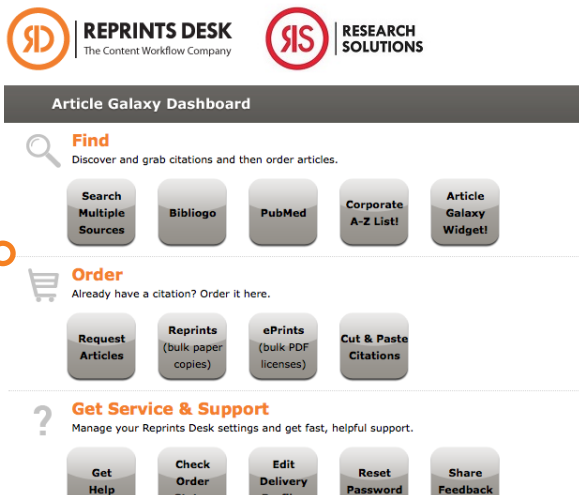 REPRINTS DESK
The Content Workflow Company
RESEARCH
SOLUTIONS
Article Galaxy Dashboard
Find
Discover and grab citations and then order articles.
Search
Multiple
Sources
Bibliogo
PubMed
Corporate
A-Z List!
Article
Galaxy
Widget!
Order
Already have a citation? Order it here.
Request
Articles
Reprints
(bulk paper
copies)
ePrints
(bulk PDF
licenses)
Cut & Paste
Citations
Get Service & Support
Manage your Reprints Desk settings and get fast, helpful support.
Get
Help
Check
Order
Edit
Delivery
Reset
Password
Share
Feedback